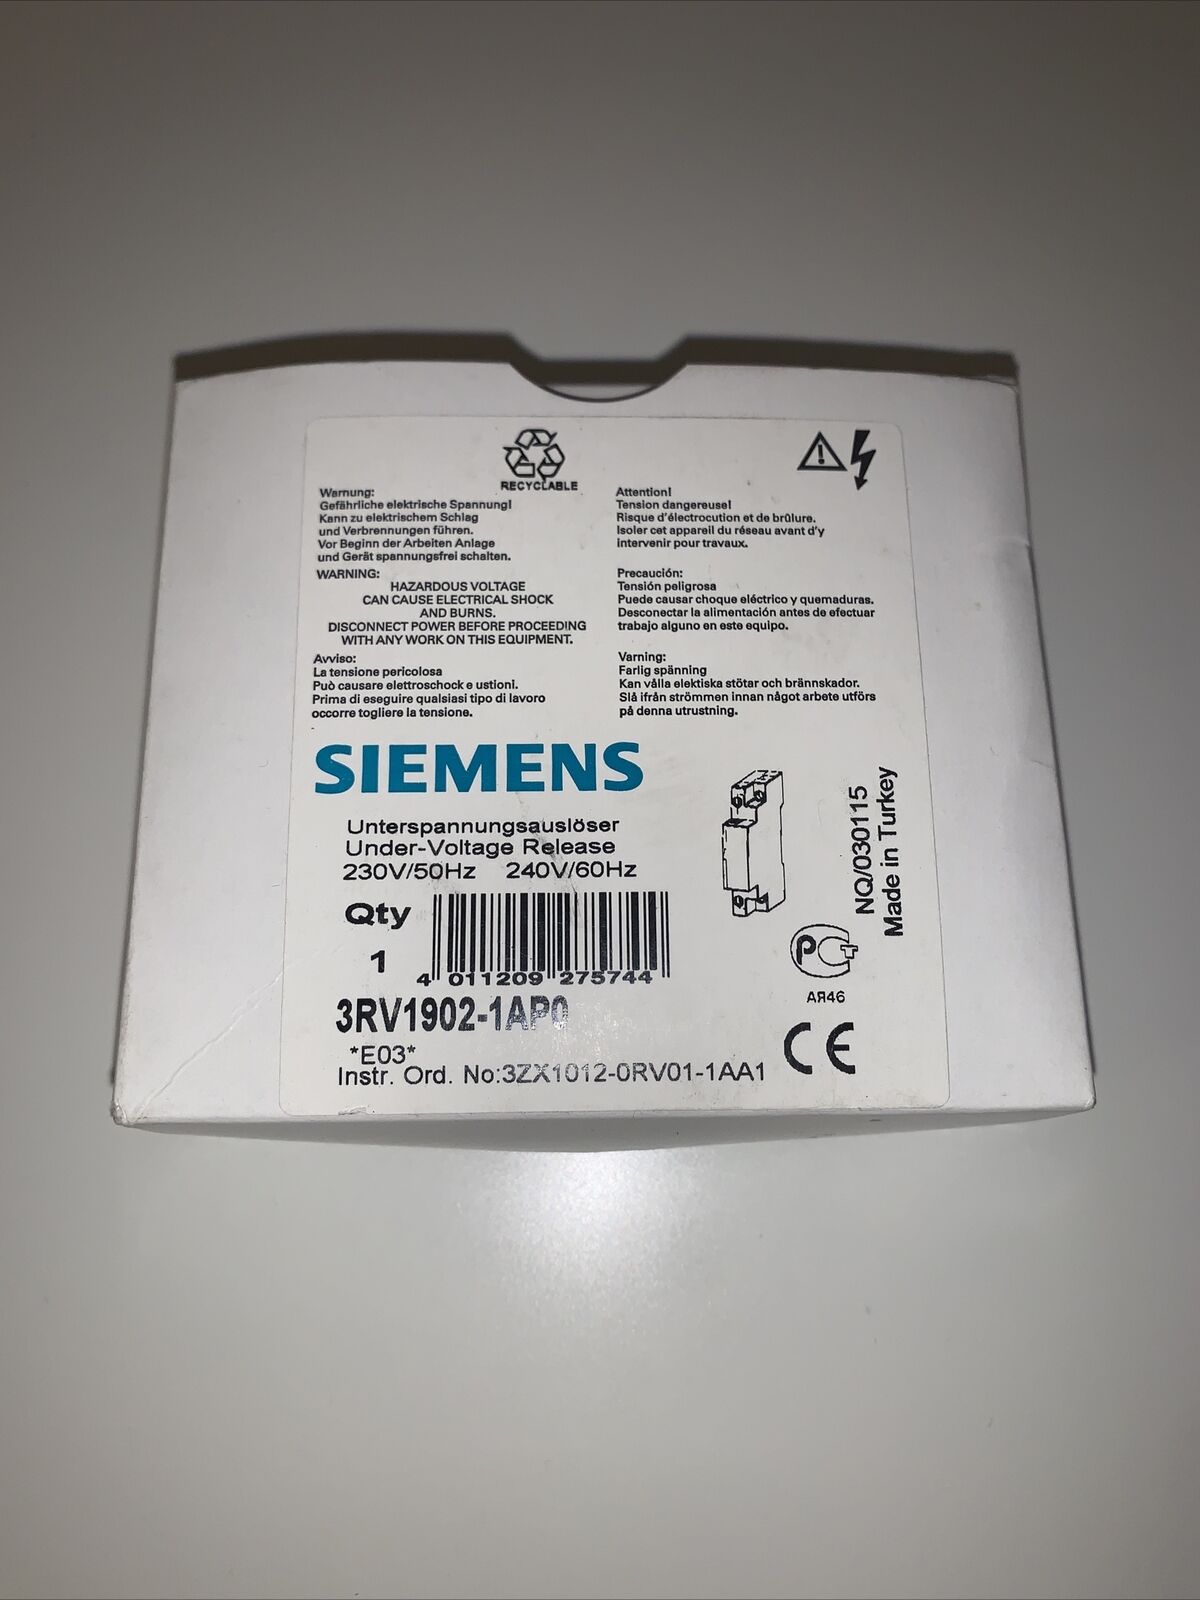 RECYCLABLE
Warnung:
Gefährliche elektrische Spannung!
Kann zu elektrischem Schlag
und Verbrennungen führen.
Vor Beginn der Arbeiten Anlage
und Gerät spannungsfrei schalten.
WARNING:
HAZARDOUS VOLTAGE
CAN CAUSE ELECTRICAL SHOCK
AND BURNS.
DISCONNECT POWER BEFORE PROCEEDING
WITH ANY WORK ON THIS EQUIPMENT.
Avviso:
La tensione pericolosa
Può causare elettroschock e ustioni.
Prima di eseguire qualsiasi tipo di lavoro
occorre togliere la tensione.
Attention!
Tension dangereuse!
Risque d'électrocution et de brûlure.
Isoler cet appareil du réseau avant d'y
intervenir pour travaux.
Precaución:
Tensión peligrosa
Puede causar choque eléctrico y quemaduras.
Desconectar la alimentación antes de efectuar
trabajo alguno en este equipo.
Varning:
Farlig spänning
Kan vålla elektiska stötar och brännskador.
Slå ifrån strömmen innan något arbete utförs
på denna utrustning.
SIEMENS
Unterspannungsauslöser
Under-Voltage Release
230V/50Hz 240V/60Hz
Qty
1
4 011209 275744
3RV1902-1AP0
*E03*
Instr. Ord. No:3ZX1012-0RV01-1AA1
NQ/030115
Made in Turkey
РСТ
АЯ46
CE